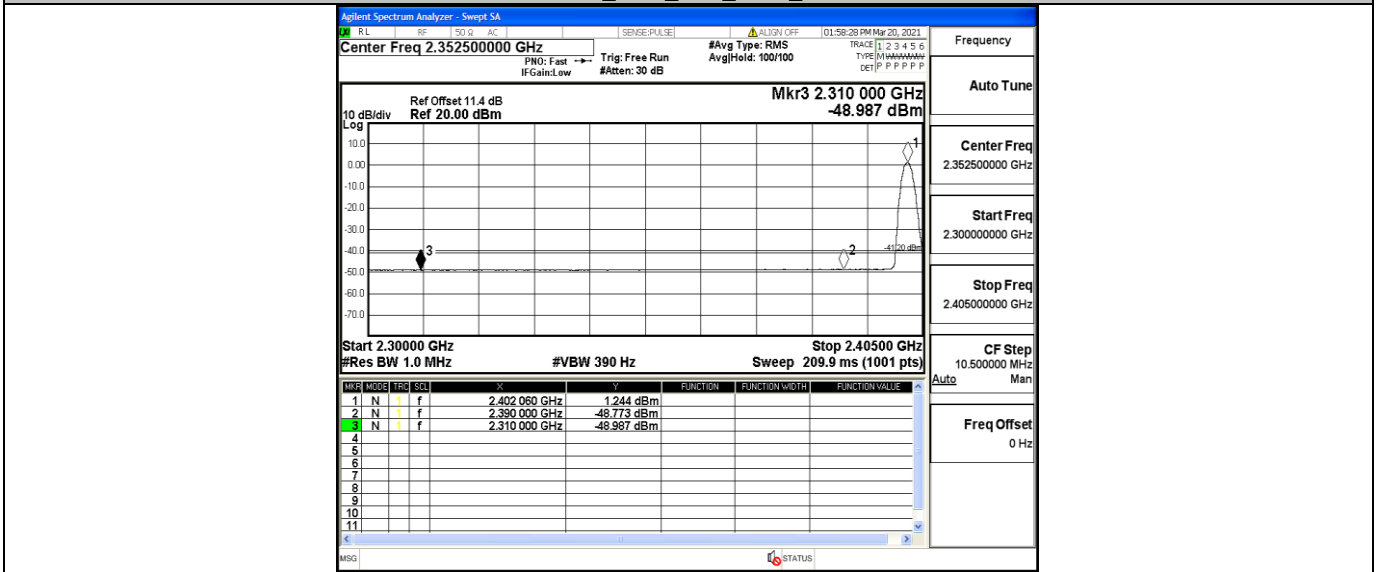 Agilent Spectrum Analyzer - Swept SA
RL RF 50 Ω AC SENSE:PULSE ALIGN OFF 01:58:28 PM Mar 20, 2021
Center Freq 2.352500000 GHz
PNO: Fast
IFGain:Low
Trig: Free Run
#Atten: 30 dB
#Avg Type: RMS
Avg|Hold: 100/100
TRACE 1 2 3 4 5 6
TYPE MWWWWW
DET P P P P P P
Mkr3 2.310 000 GHz
-48.987 dBm
Ref Offset 11.4 dB
10 dB/div Ref 20.00 dBm
Log
10.0
0.00
-10.0
-20.0
-30.0
-40.0
-50.0
-60.0
-70.0
1
2
3
-41.20 dBm
Start 2.30000 GHz Stop 2.40500 GHz
#Res BW 1.0 MHz #VBW 390 Hz Sweep 209.9 ms (1001 pts)
MKR MODE TRC SCL X Y FUNCTION FUNCTION WIDTH FUNCTION VALUE
1 N 1 f 2.402 060 GHz 1.244 dBm
2 N 1 f 2.390 000 GHz -48.773 dBm
3 N 1 f 2.310 000 GHz -48.987 dBm
4
5
6
7
8
9
10
11
MSG STATUS
Frequency
Auto Tune
Center Freq
2.352500000 GHz
Start Freq
2.300000000 GHz
Stop Freq
2.405000000 GHz
CF Step
10.500000 MHz
Auto Man
Freq Offset
0 Hz